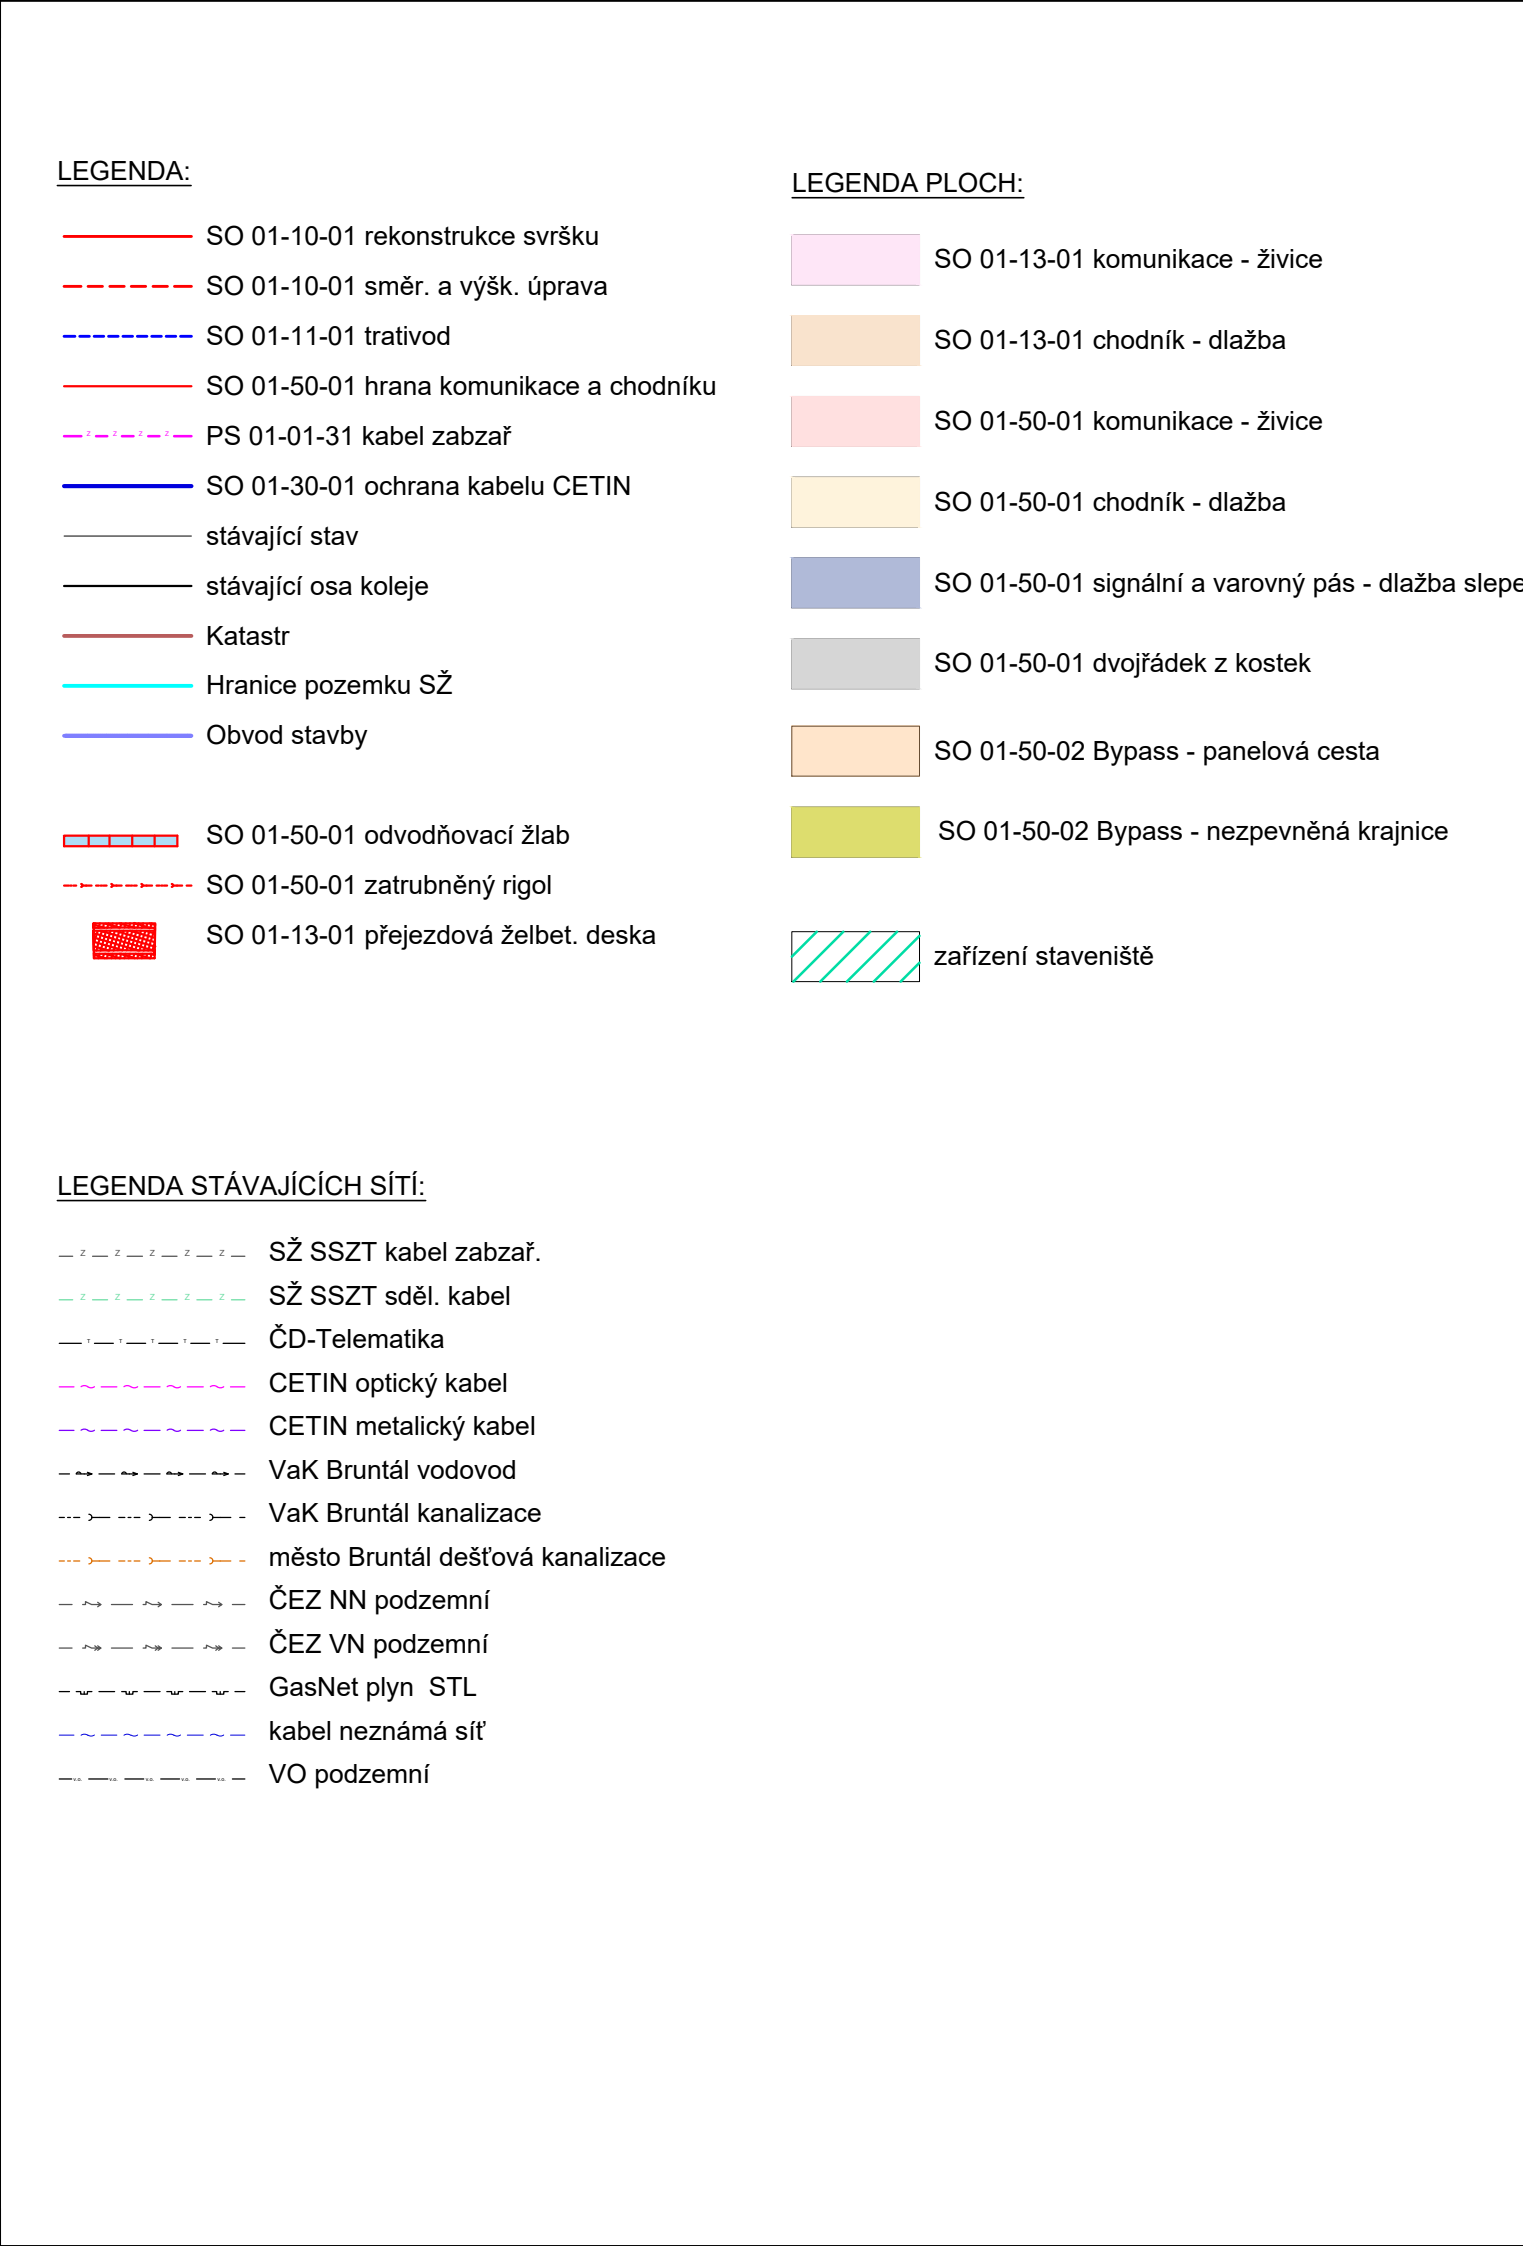 LEGENDA:
SO 01-10-01 rekonstrukce svršku
SO 01-10-01 směr. a výšk. úprava
SO 01-11-01 trativod
SO 01-50-01 hrana komunikace a chodníku
PS 01-01-31 kabel zabzař
SO 01-30-01 ochrana kabelu CETIN
stávající stav
stávající osa koleje
Katastr
Hranice pozemku SŽ
Obvod stavby
SO 01-50-01 odvodňovací žlab
SO 01-50-01 zatrubněný rigol
SO 01-13-01 přejezdová želbet. deska
LEGENDA PLOCH:
SO 01-13-01 komunikace - živice
SO 01-13-01 chodník - dlažba
SO 01-50-01 komunikace - živice
SO 01-50-01 chodník - dlažba
SO 01-50-01 signální a varovný pás - dlažba slepe
SO 01-50-01 dvojřádek z kostek
SO 01-50-02 Bypass - panelová cesta
SO 01-50-02 Bypass - nezpevněná krajnice
zařízení staveniště
LEGENDA STÁVAJÍCÍCH SÍTÍ:
SŽ SSZT kabel zabzař.
SŽ SSZT sděl. kabel
ČD-Telematika
CETIN optický kabel
CETIN metalický kabel
VaK Bruntál vodovod
VaK Bruntál kanalizace
město Bruntál dešťová kanalizace
ČEZ NN podzemní
ČEZ VN podzemní
GasNet plyn  STL
kabel neznámá síť
VO podzemní